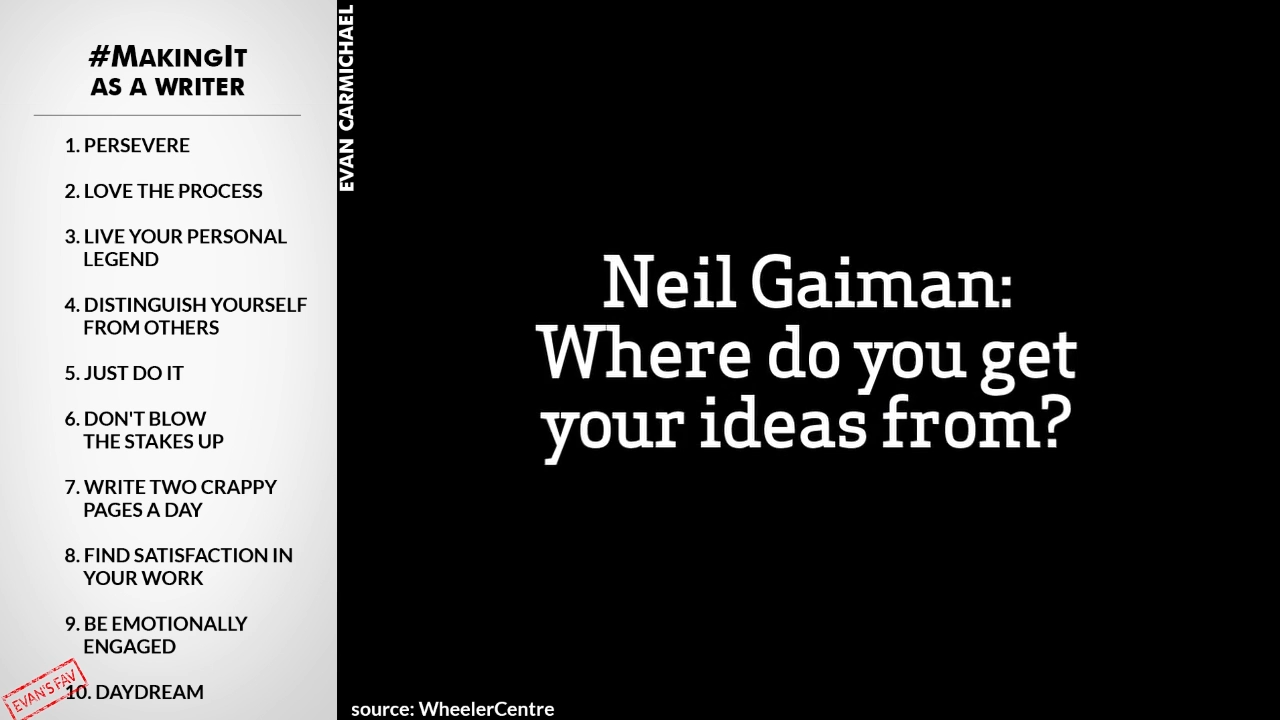 #MAKINGIT
AS A WRITER
1. PERSEVERE
2. LOVE THE PROCESS
3. LIVE YOUR PERSONAL
LEGEND
4. DISTINGUISH YOURSELF
FROM OTHERS
5. JUST DO IT
6. DON'T BLOW
THE STAKES UP
7. WRITE TWO CRAPPY
PAGES A DAY
8. FIND SATISFACTION IN
YOUR WORK
9. BE EMOTIONALLY
ENGAGED
10. DAYDREAM
EVAN'S FAV
EVAN CARMICHAEL
Neil Gaiman:
Where do you get
your ideas from?
source: WheelerCentre